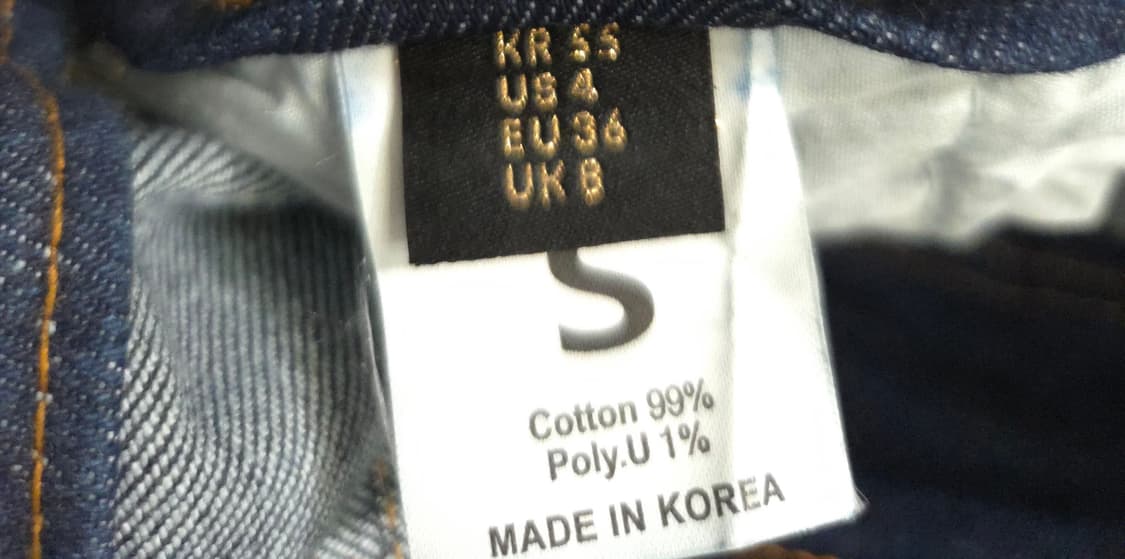 KR 55
US 4
EU 36
UK 8
S
Cotton 99%
Poly.U 1%
MADE IN KOREA